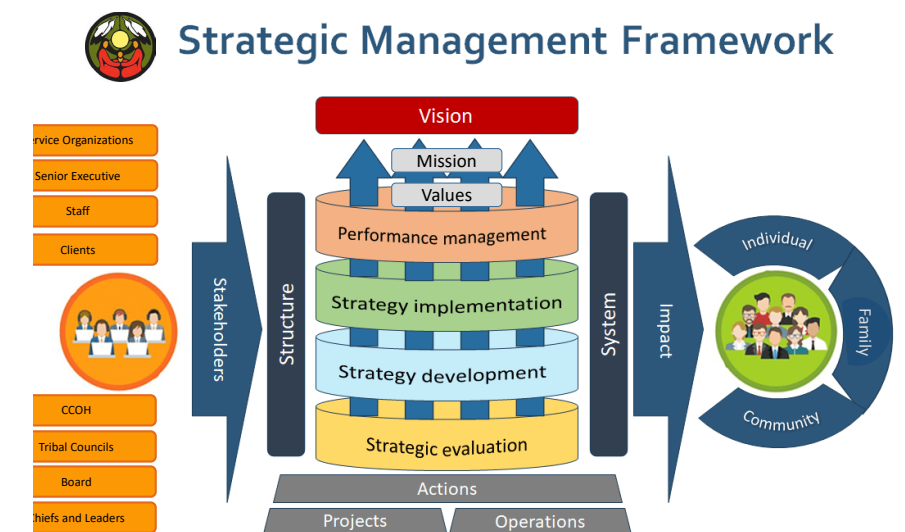 Strategic Management Framework
Vision
Mission
Values
Performance management
Strategy implementation
Strategy development
Strategic evaluation
Structure
System
Actions
Projects
Operations
ervice Organizations
Senior Executive
Staff
Clients
CCOH
Tribal Councils
Board
Chiefs and Leaders
Stakeholders
Impact
Individual
Family
Community